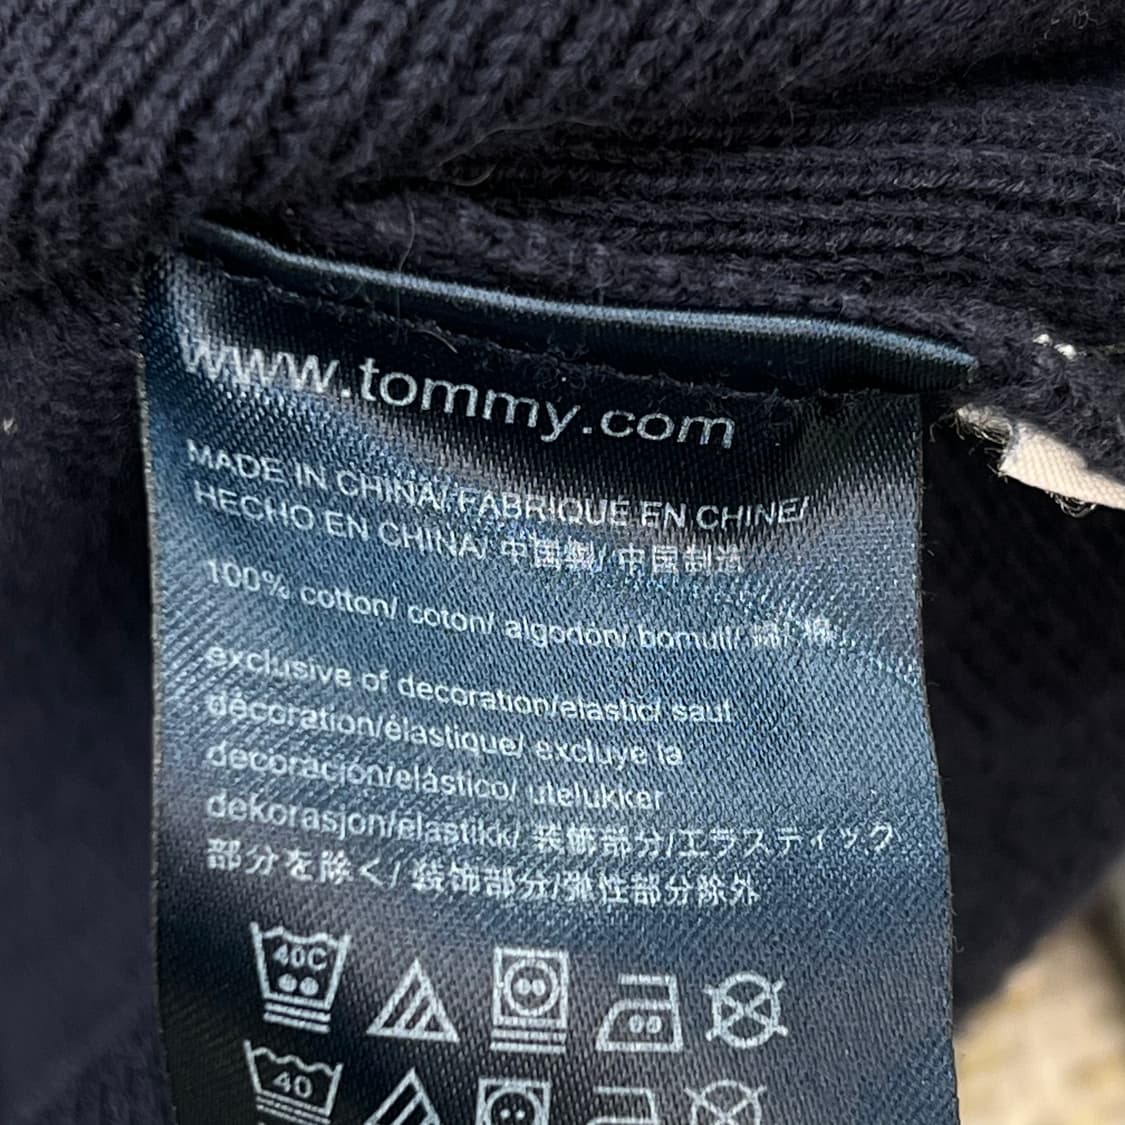 www.tommy.com
MADE IN CHINA/ FABRIQUÉ EN CHINE/
HECHO EN CHINA/ 中国製/ 中国制造
100% cotton/ coton/ algodón/ bomull/ 綿/ 棉
exclusive of decoration/elastic/ sauf
décoration/élastique/ excluye la
decoración/elástico/ utelukker
dekorasjon/elastikk/ 装飾部分/エラスティック
部分を除く/ 装饰部分/弹性部分除外
40C
40